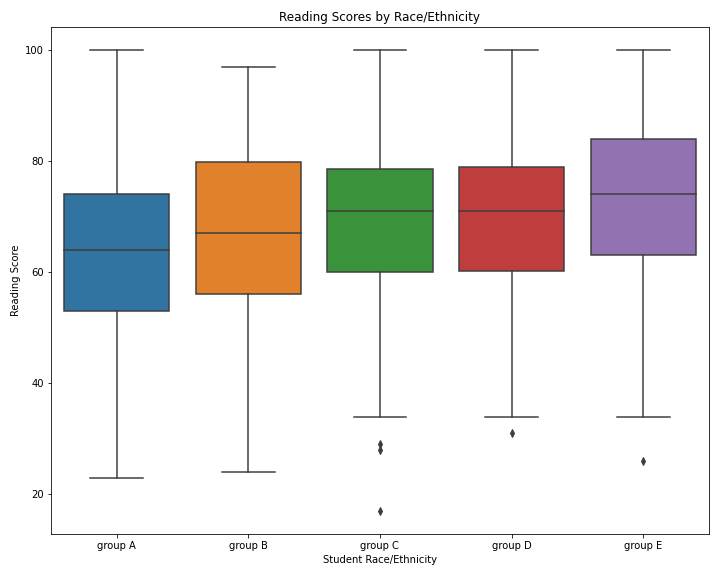 Reading Scores by Race/Ethnicity
Reading Score
100
80
60
40
20
group A group B group C group D group E
Student Race/Ethnicity